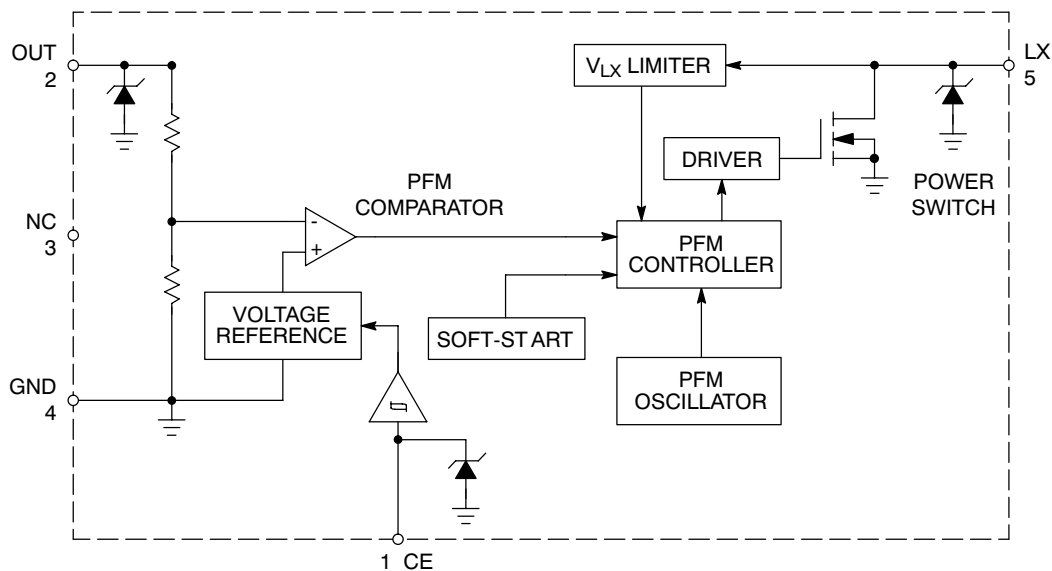 OUT
2
LX
5
V_LX LIMITER
DRIVER
POWER
SWITCH
PFM
COMPARATOR
NC
3
-
+
PFM
CONTROLLER
VOLTAGE
REFERENCE
SOFT-ST ART
GND
4
PFM
OSCILLATOR
1 CE